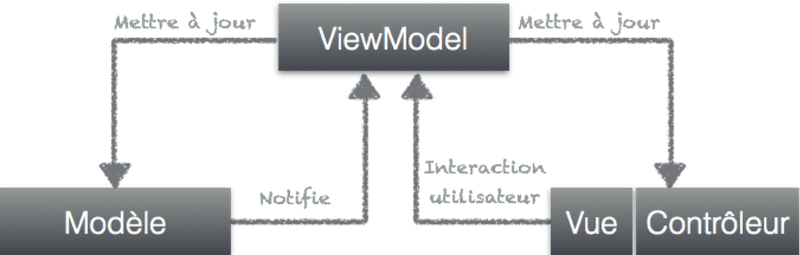 Mettre à jour
ViewModel
Mettre à jour
Interaction
utilisateur
Notifie
Modèle
Vue
Contrôleur